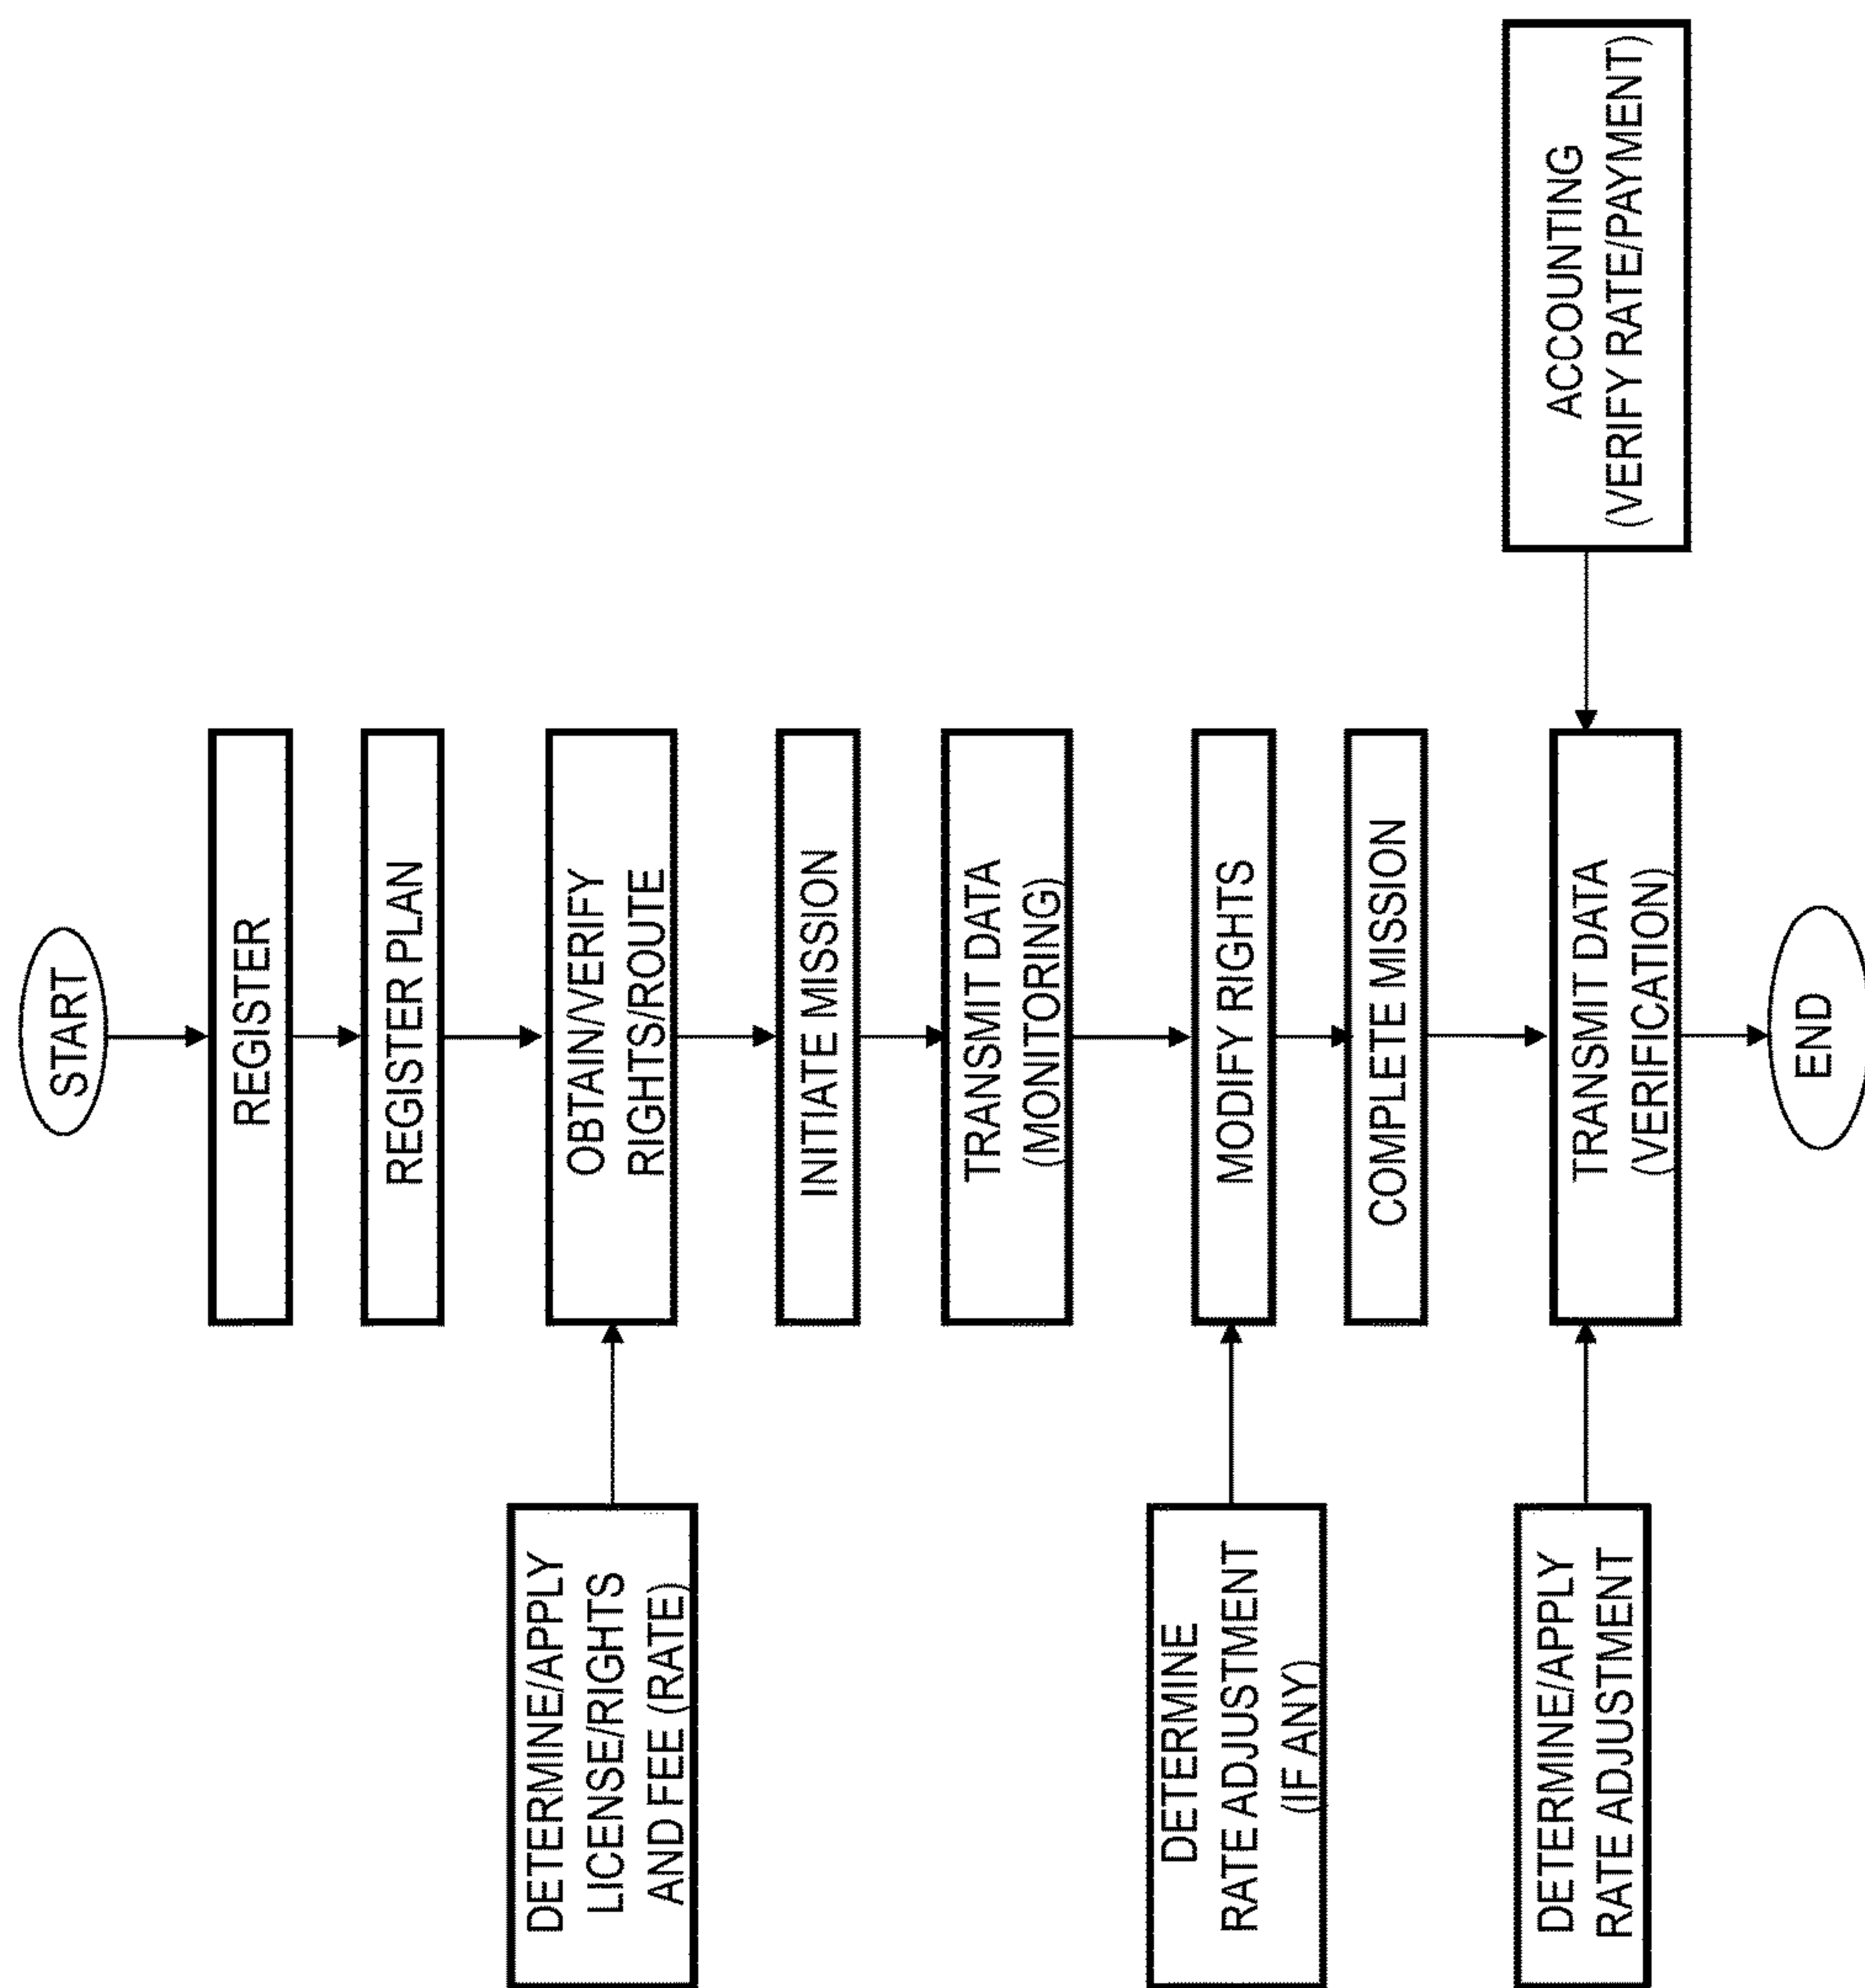 START
REGISTER
REGISTER PLAN
DETERMINE/APPLY
LICENSE/RIGHTS
AND FEE (RATE)
OBTAIN/VERIFY
RIGHTS/ROUTE
INITIATE MISSION
TRANSMIT DATA
(MONITORING)
DETERMINE
RATE ADJUSTMENT
(IF ANY)
MODIFY RIGHTS
COMPLETE MISSION
DETERMINE/APPLY
RATE ADJUSTMENT
TRANSMIT DATA
(VERIFICATION)
ACCOUNTING
(VERIFY RATE/PAYMENT)
END